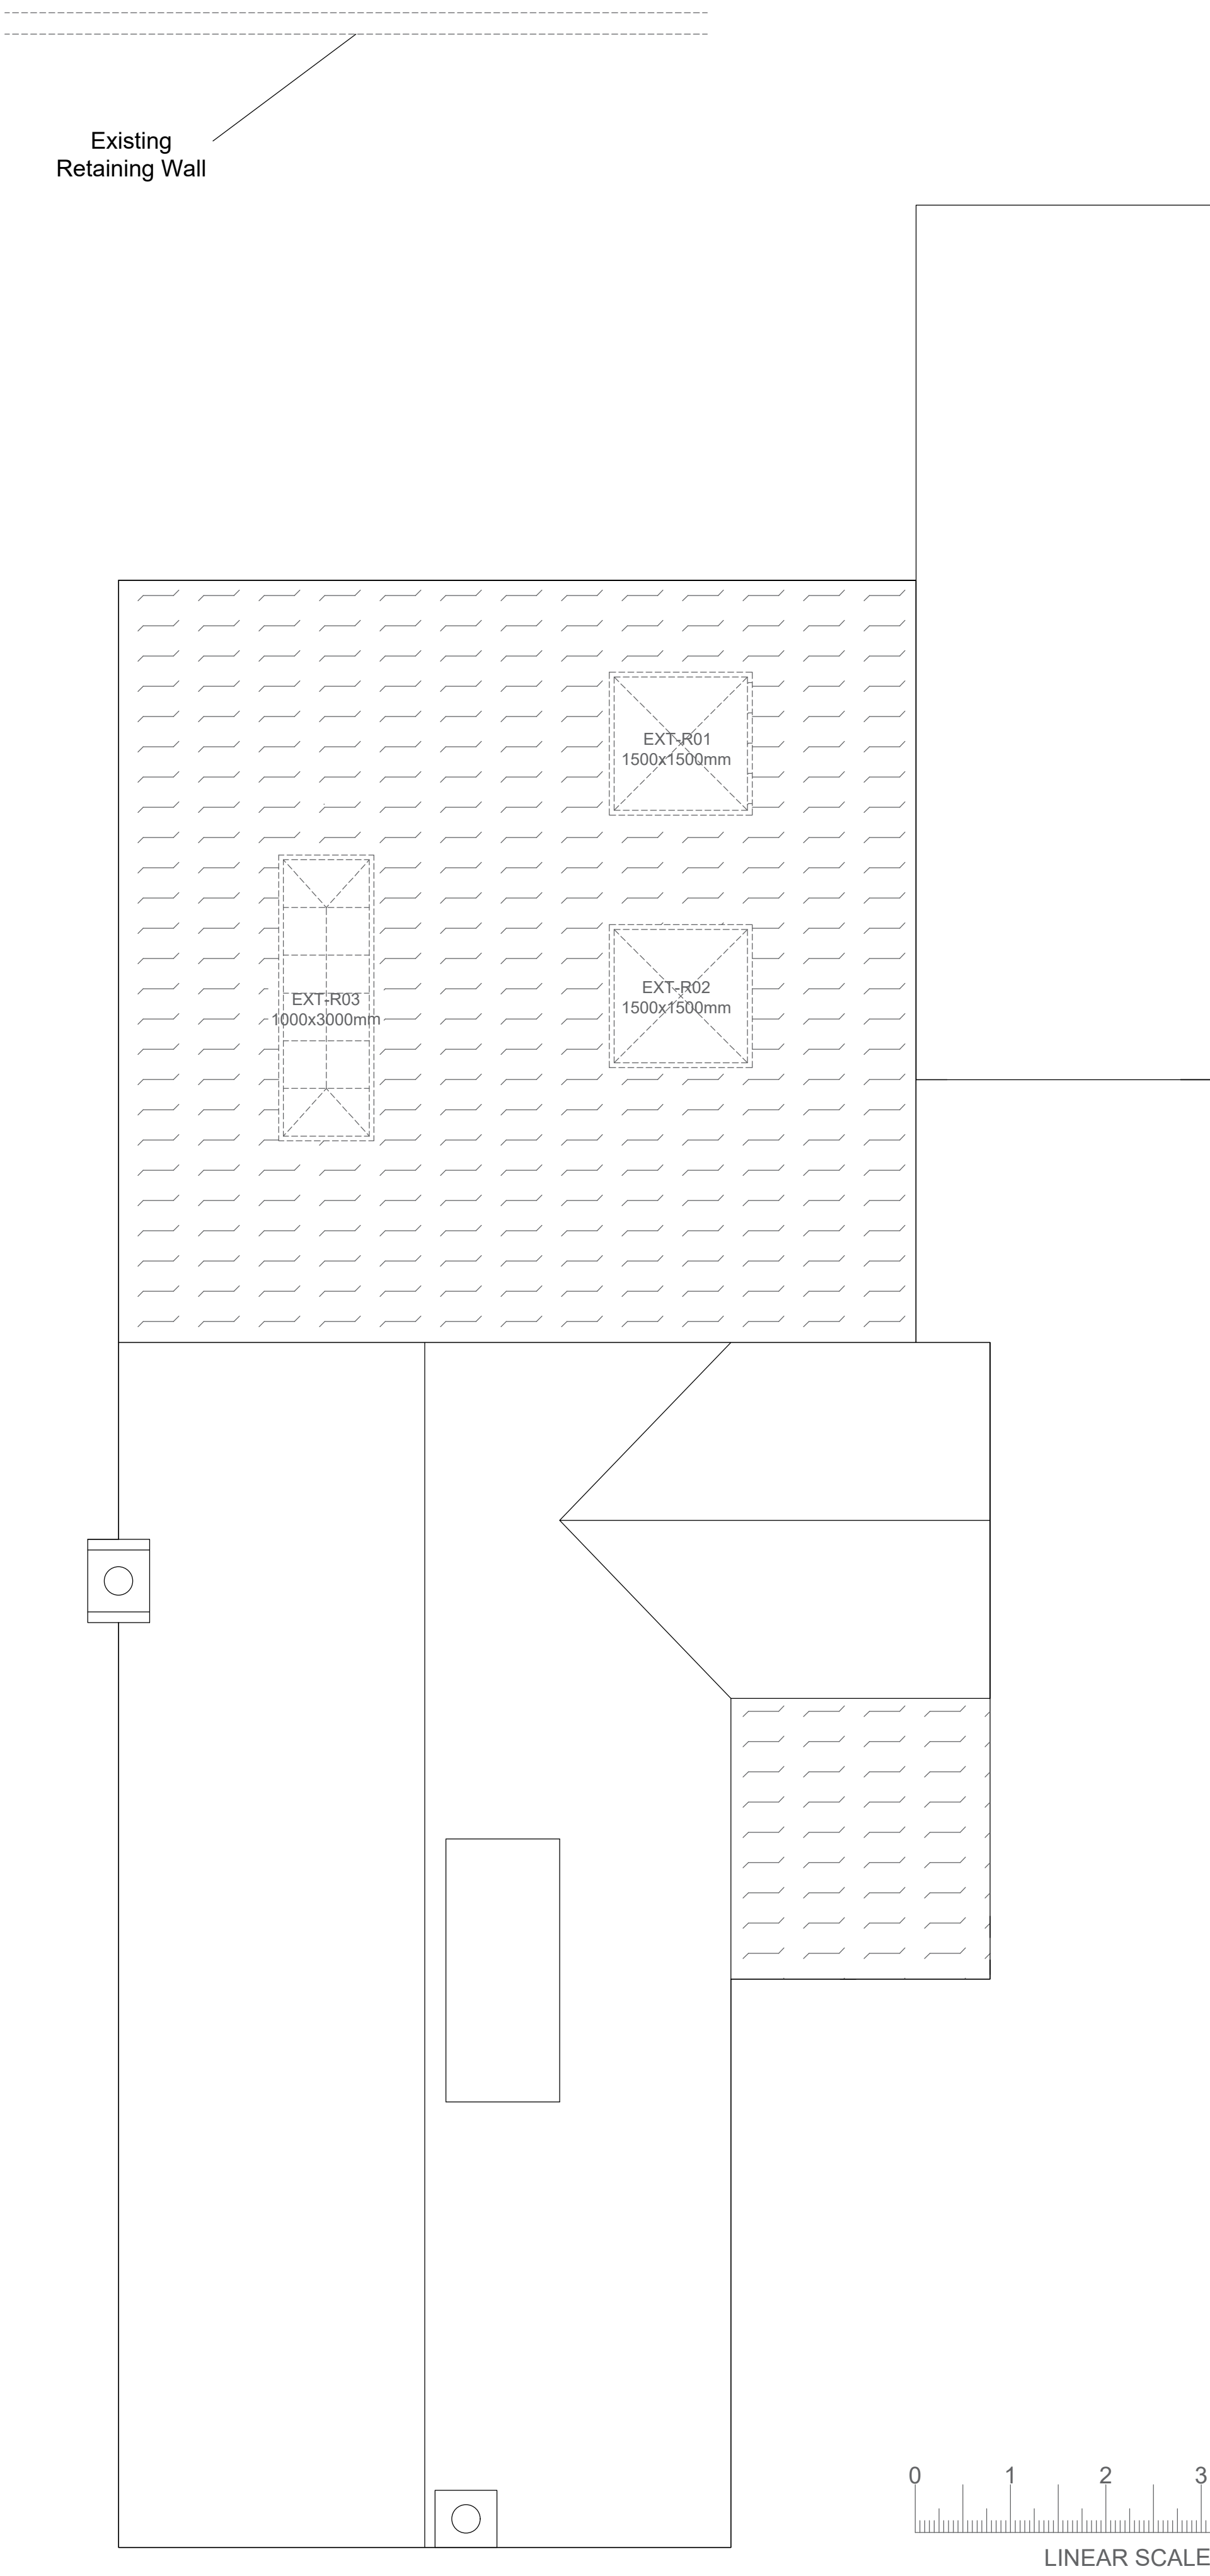 Existing
Retaining Wall
EXT-R01
1500x1500mm
EXT-R02
1500x1500mm
EXT-R03
1000x3000mm
0 1 2 3
LINEAR SCALE